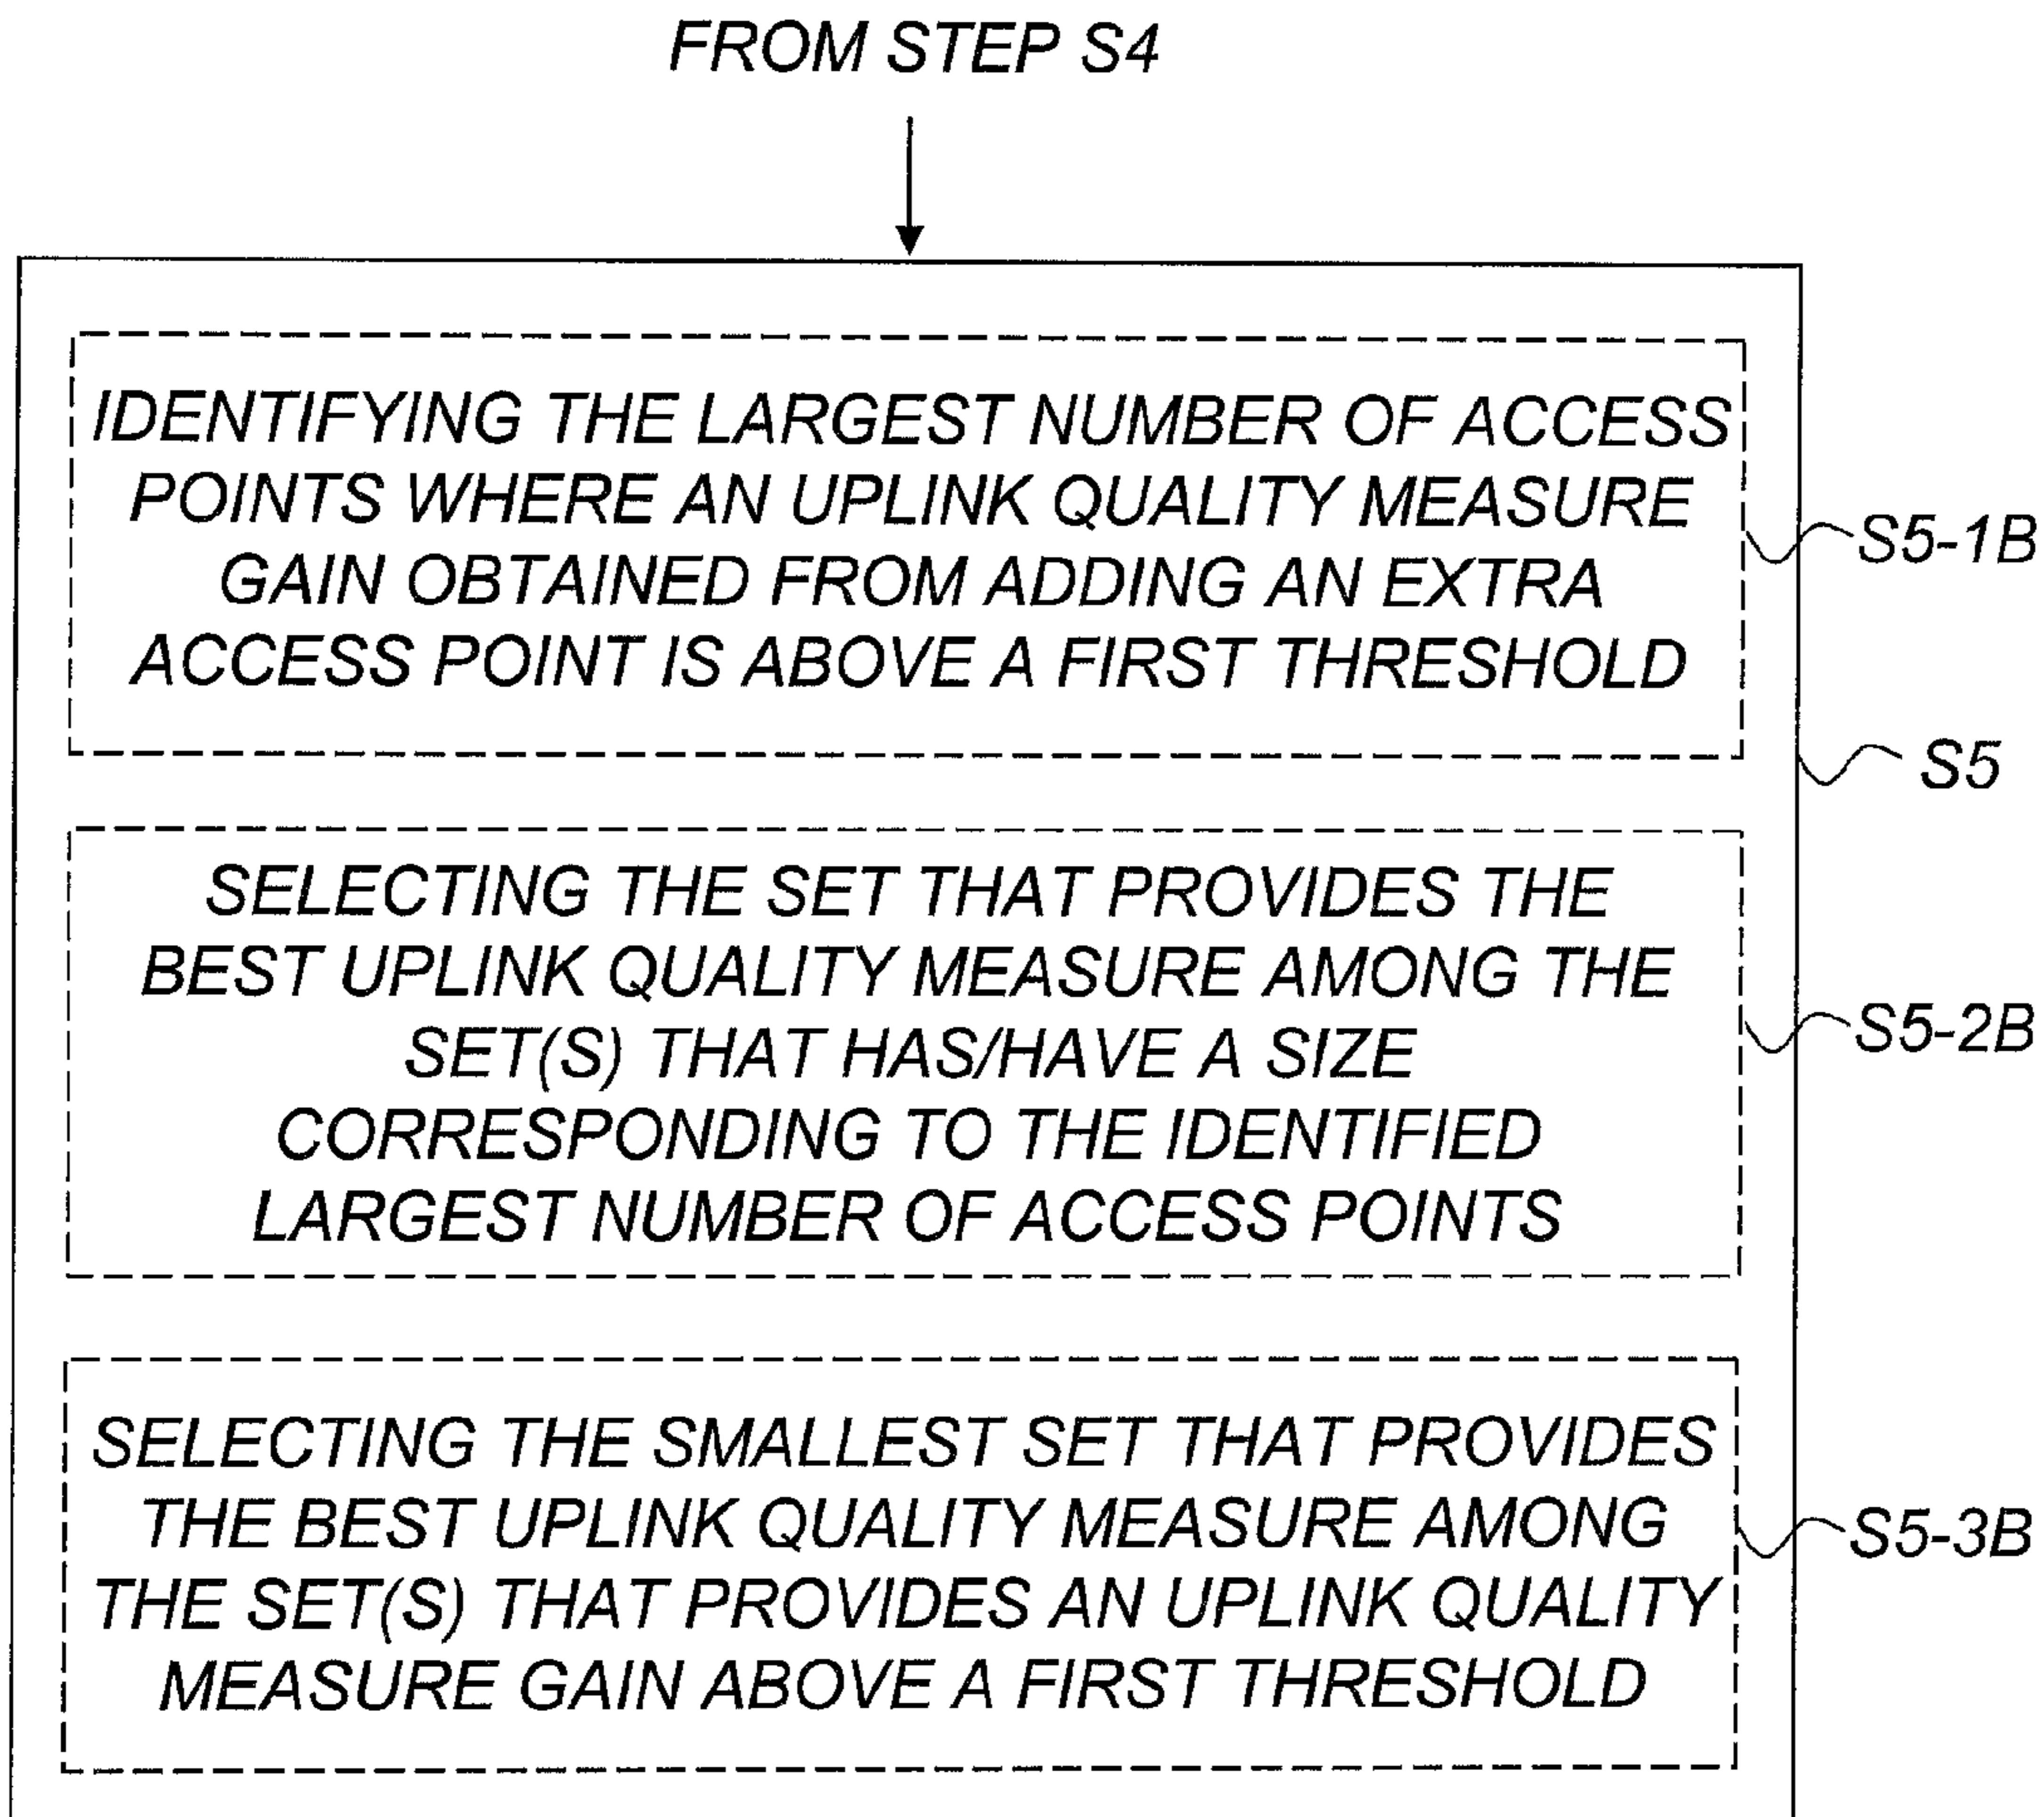 FROM STEP S4
IDENTIFYING THE LARGEST NUMBER OF ACCESS
POINTS WHERE AN UPLINK QUALITY MEASURE
GAIN OBTAINED FROM ADDING AN EXTRA
ACCESS POINT IS ABOVE A FIRST THRESHOLD
S5-1B
S5
SELECTING THE SET THAT PROVIDES THE
BEST UPLINK QUALITY MEASURE AMONG THE
SET(S) THAT HAS/HAVE A SIZE
CORRESPONDING TO THE IDENTIFIED
LARGEST NUMBER OF ACCESS POINTS
S5-2B
SELECTING THE SMALLEST SET THAT PROVIDES
THE BEST UPLINK QUALITY MEASURE AMONG
THE SET(S) THAT PROVIDES AN UPLINK QUALITY
MEASURE GAIN ABOVE A FIRST THRESHOLD
S5-3B